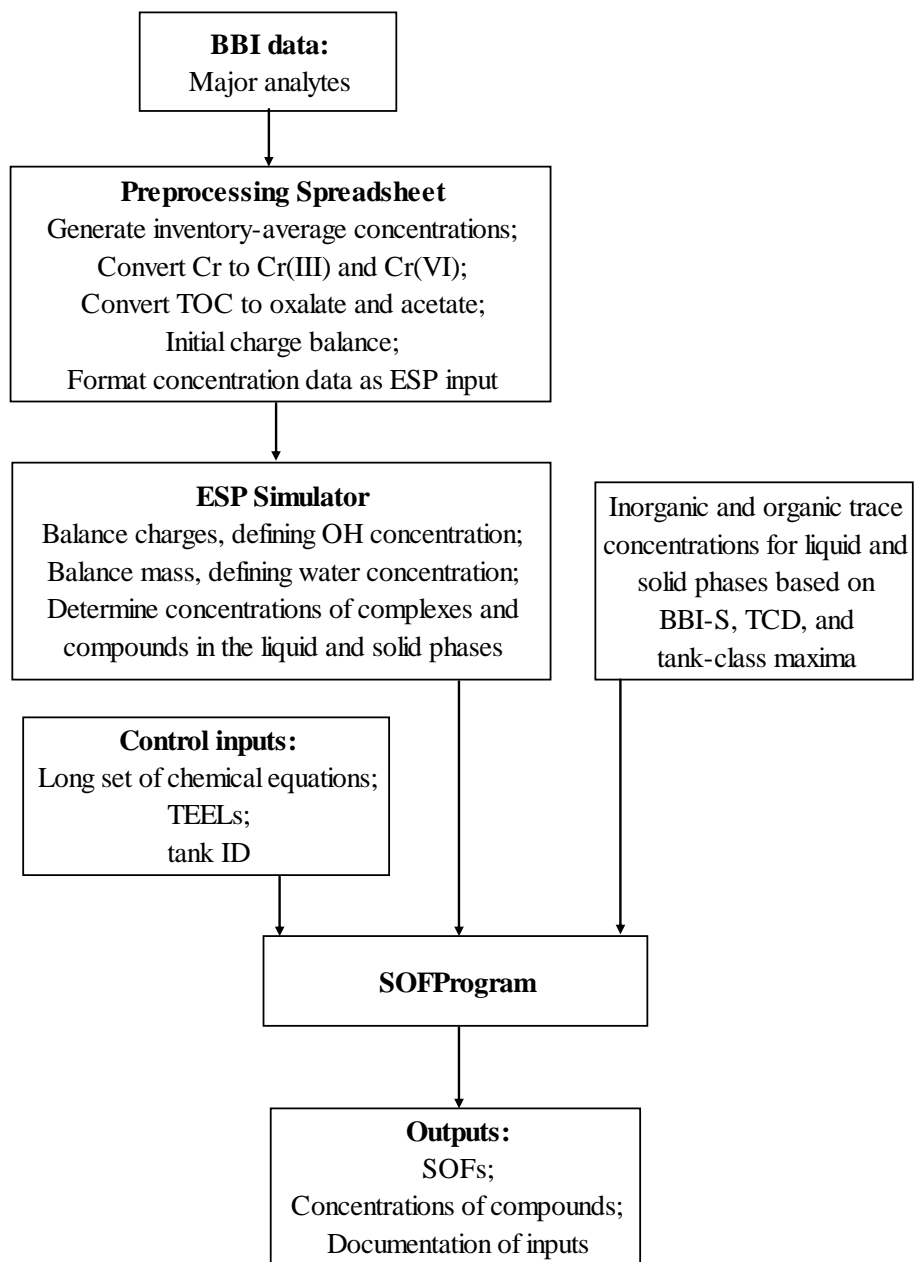 BBI data:
Major analytes
Preprocessing Spreadsheet
Generate inventory-average concentrations;
Convert Cr to Cr(III) and Cr(VI);
Convert TOC to oxalate and acetate;
Initial charge balance;
Format concentration data as ESP input
ESP Simulator
Balance charges, defining OH concentration;
Balance mass, defining water concentration;
Determine concentrations of complexes and
compounds in the liquid and solid phases
Inorganic and organic trace
concentrations for liquid and
solid phases based on
BBI-S, TCD, and
tank-class maxima
Control inputs:
Long set of chemical equations;
TEELs;
tank ID
SOFProgram
Outputs:
SOFs;
Concentrations of compounds;
Documentation of inputs